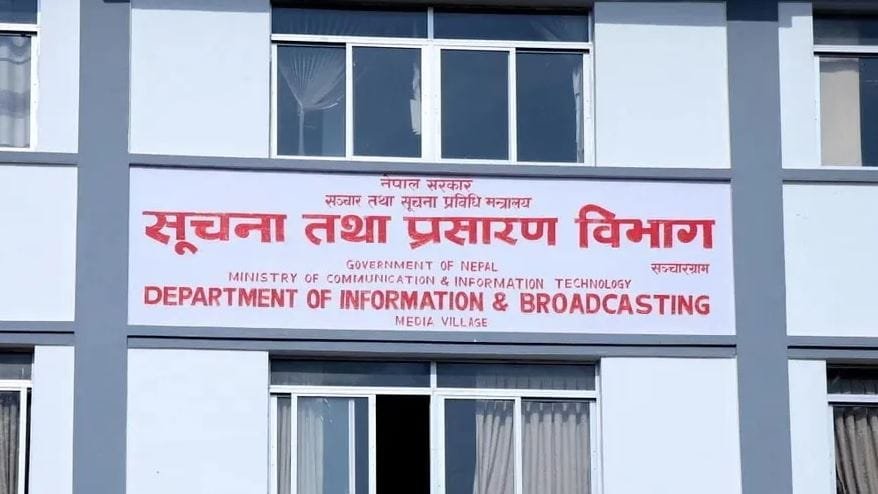 नेपाल सरकार
सञ्चार तथा सूचना प्रविधि मन्त्रालय
सूचना तथा प्रसारण विभाग
सञ्चारग्राम
GOVERNMENT OF NEPAL
MINISTRY OF COMMUNICATION & INFORMATION TECHNOLOGY
DEPARTMENT OF INFORMATION & BROADCASTING
MEDIA VILLAGE